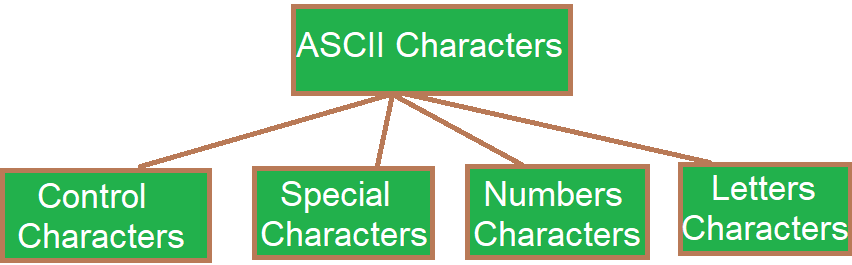 ASCII Characters
Control
Characters
Special
Characters
Numbers
Characters
Letters
Characters